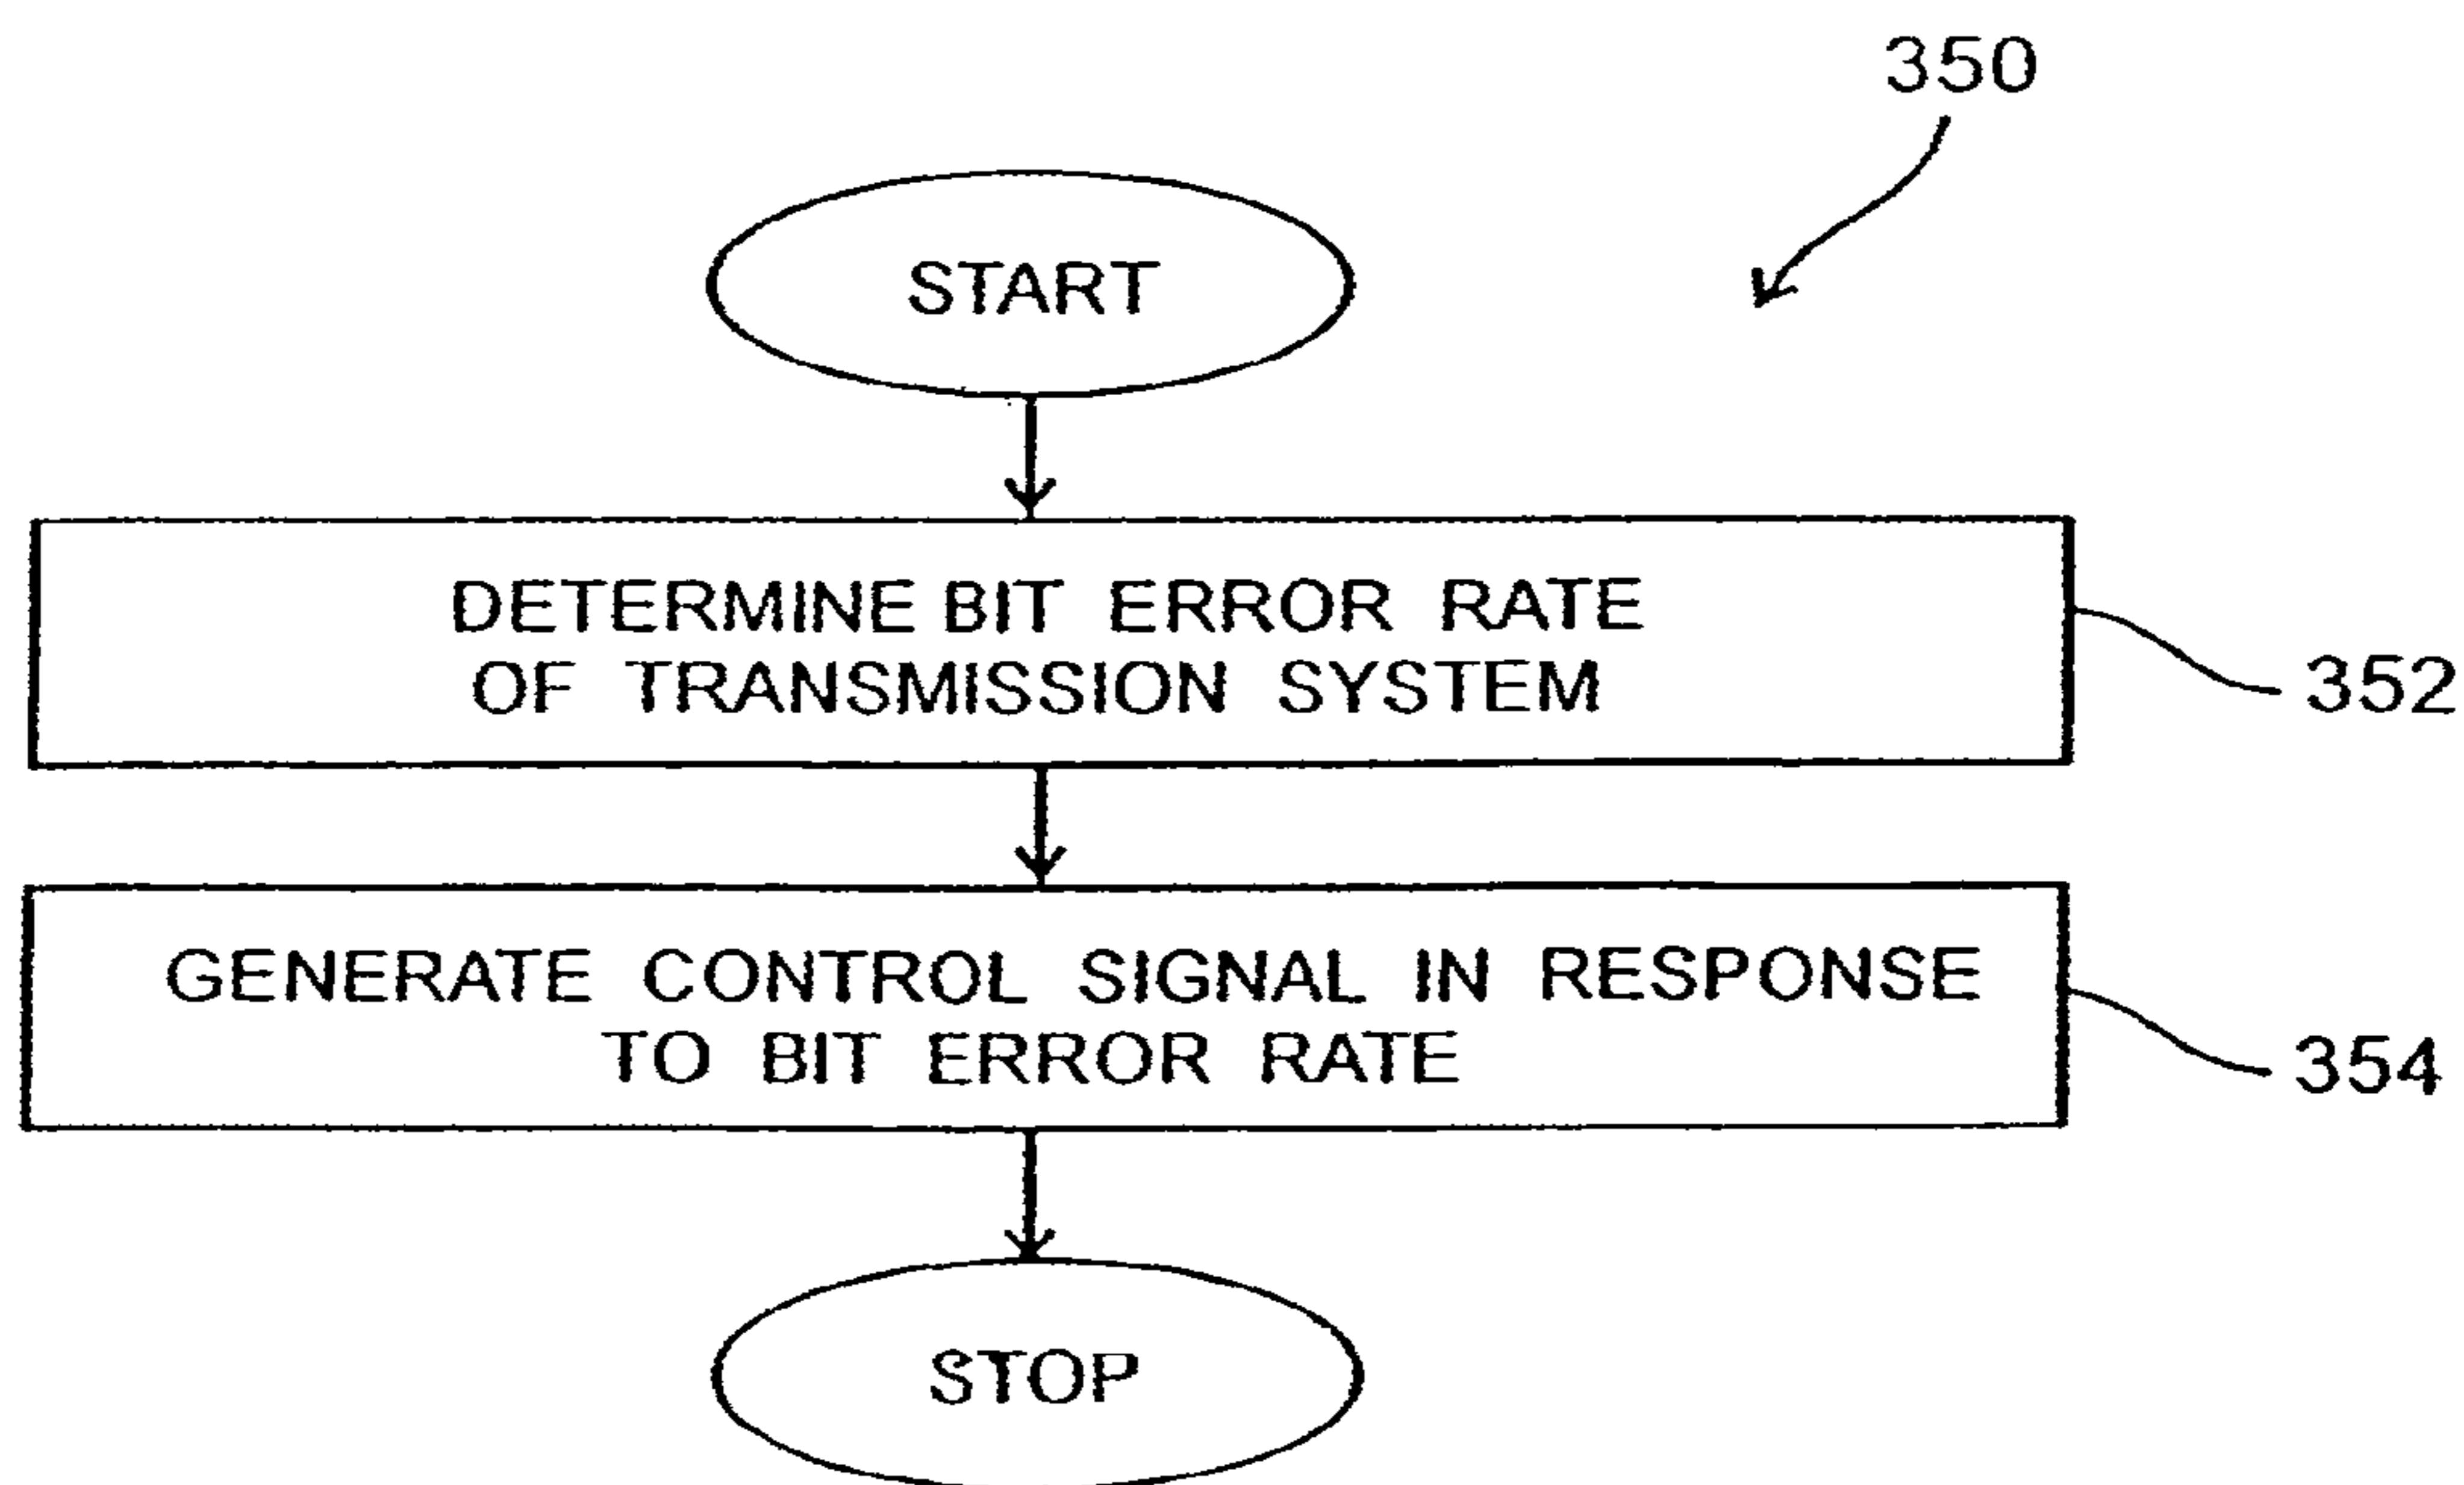 350
START
DETERMINE BIT ERROR RATE
OF TRANSMISSION SYSTEM
352
GENERATE CONTROL SIGNAL IN RESPONSE
TO BIT ERROR RATE
354
STOP